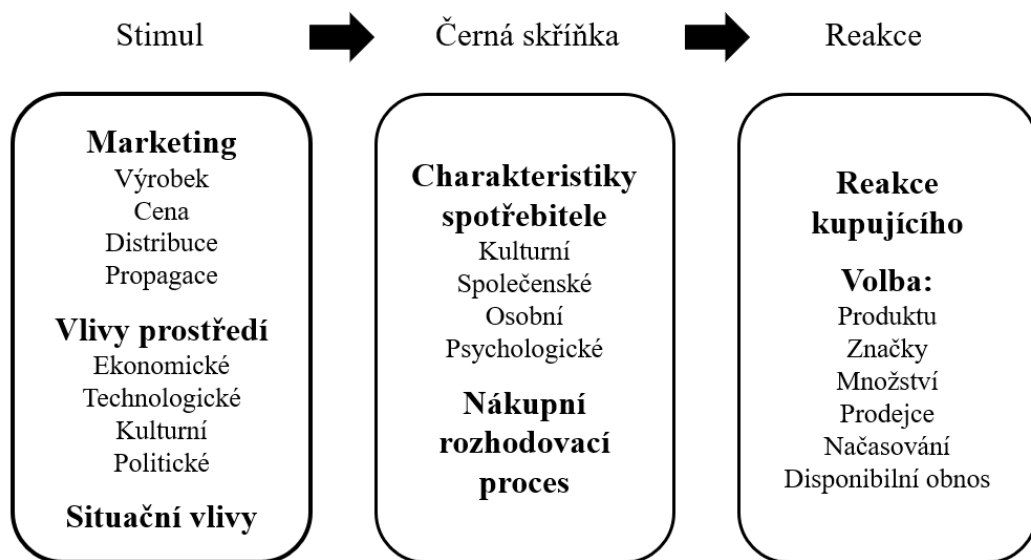 Stimul
Černá skříňka
Reakce
Marketing
Výrobek
Cena
Distribuce
Propagace
Vlivy prostředí
Ekonomické
Technologické
Kulturní
Politické
Situační vlivy
Charakteristiky
spotřebitele
Kulturní
Společenské
Osobní
Psychologické
Nákupní
rozhodovací
proces
Reakce
kupujícího
Volba:
Produktu
Značky
Množství
Prodejce
Načasování
Disponibilní obnos